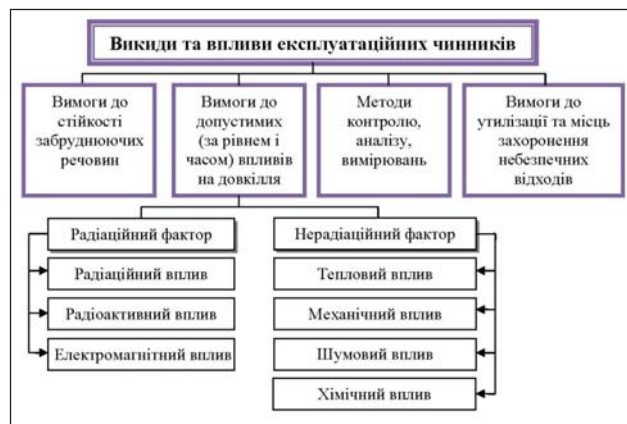 Викиди та впливи експлуатаційних чинників
Вимоги до
стійкості
забруднюючих
речовин
Вимоги до
допустимих
(за рівнем і
часом) впливів
на довкілля
Методи
контролю,
аналізу,
вимірювань
Вимоги до
утилізації та місць
захоронення
небезпечних
відходів
Радіаційний фактор
Радіаційний вплив
Радіоактивний вплив
Електромагнітний вплив
Нерадіаційний фактор
Тепловий вплив
Механічний вплив
Шумовий вплив
Хімічний вплив